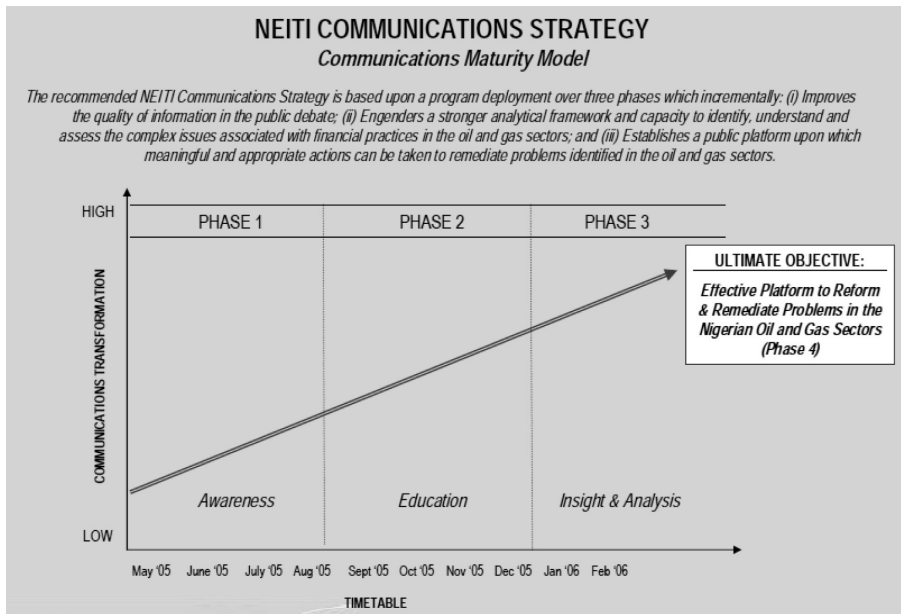 NEITI COMMUNICATIONS STRATEGY
Communications Maturity Model
The recommended NEITI Communications Strategy is based upon a program deployment over three phases which incrementally: (i) Improves
the quality of information in the public debate; (ii) Engenders a stronger analytical framework and capacity to identify, understand and
assess the complex issues associated with financial practices in the oil and gas sectors; and (iii) Establishes a public platform upon which
meaningful and appropriate actions can be taken to remediate problems identified in the oil and gas sectors.
HIGH
PHASE 1
PHASE 2
PHASE 3
ULTIMATE OBJECTIVE:
Effective Platform to Reform
& Remediate Problems in the
Nigerian Oil and Gas Sectors
(Phase 4)
COMMUNICATIONS TRANSFORMATION
Awareness
Education
Insight & Analysis
LOW
May '05 June '05 July '05 Aug '05 Sept '05 Oct '05 Nov '05 Dec '05 Jan '06 Feb '06
TIMETABLE